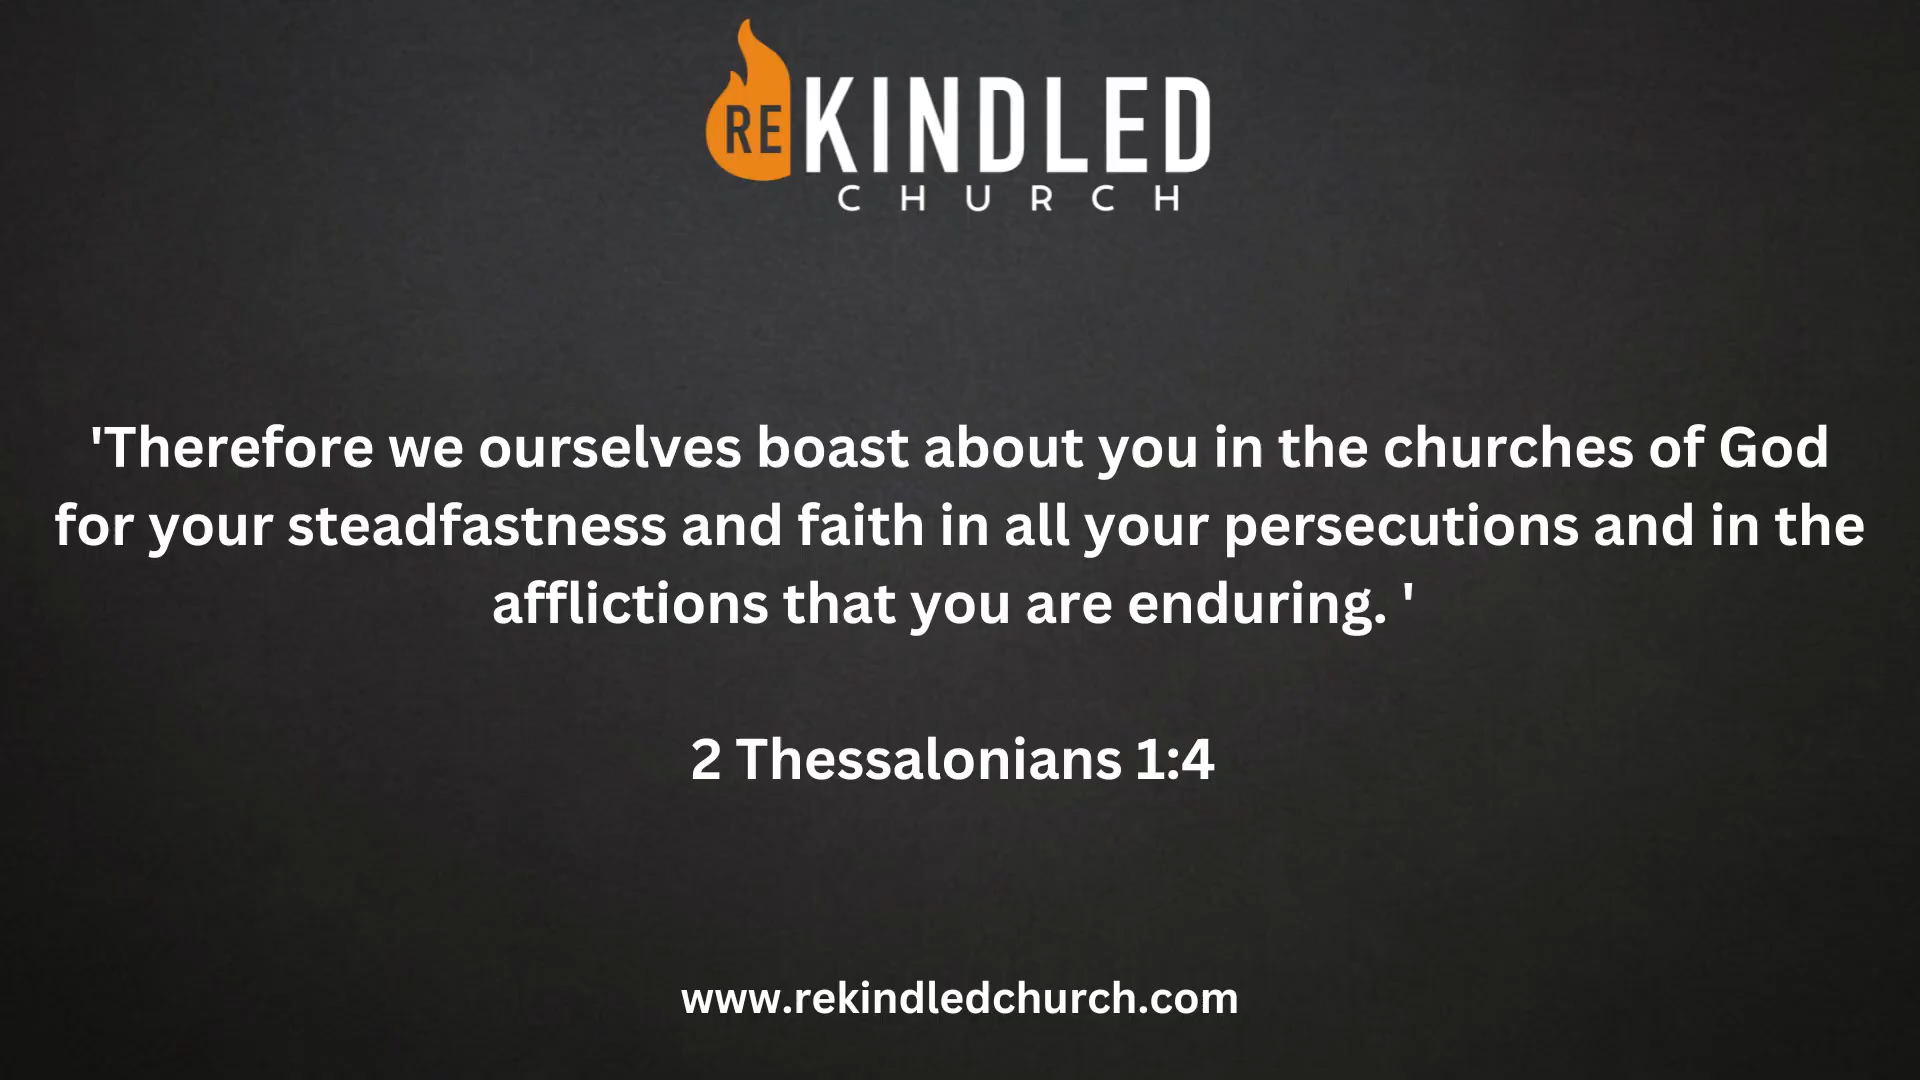 REKINDLED
CHURCH
'Therefore we ourselves boast about you in the churches of God
for your steadfastness and faith in all your persecutions and in the
afflictions that you are enduring. '
2 Thessalonians 1:4
www.rekindledchurch.com